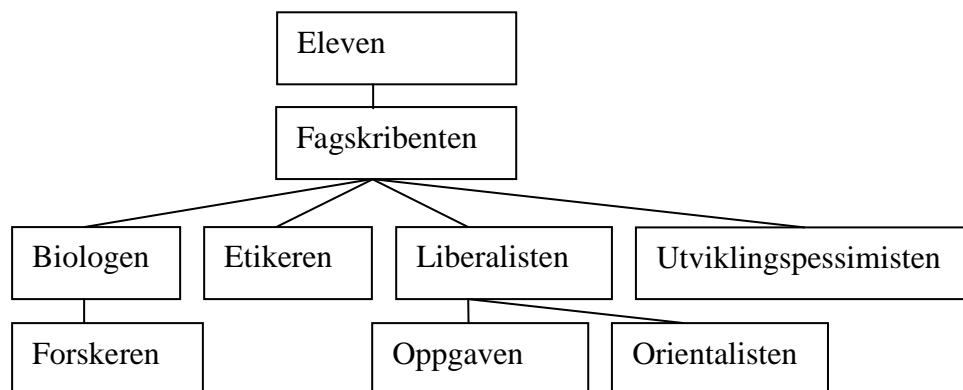 Eleven
Fagskribenten
Biologen
Etikeren
Liberalisten
Utviklingspessimisten
Forskeren
Oppgaven
Orientalisten